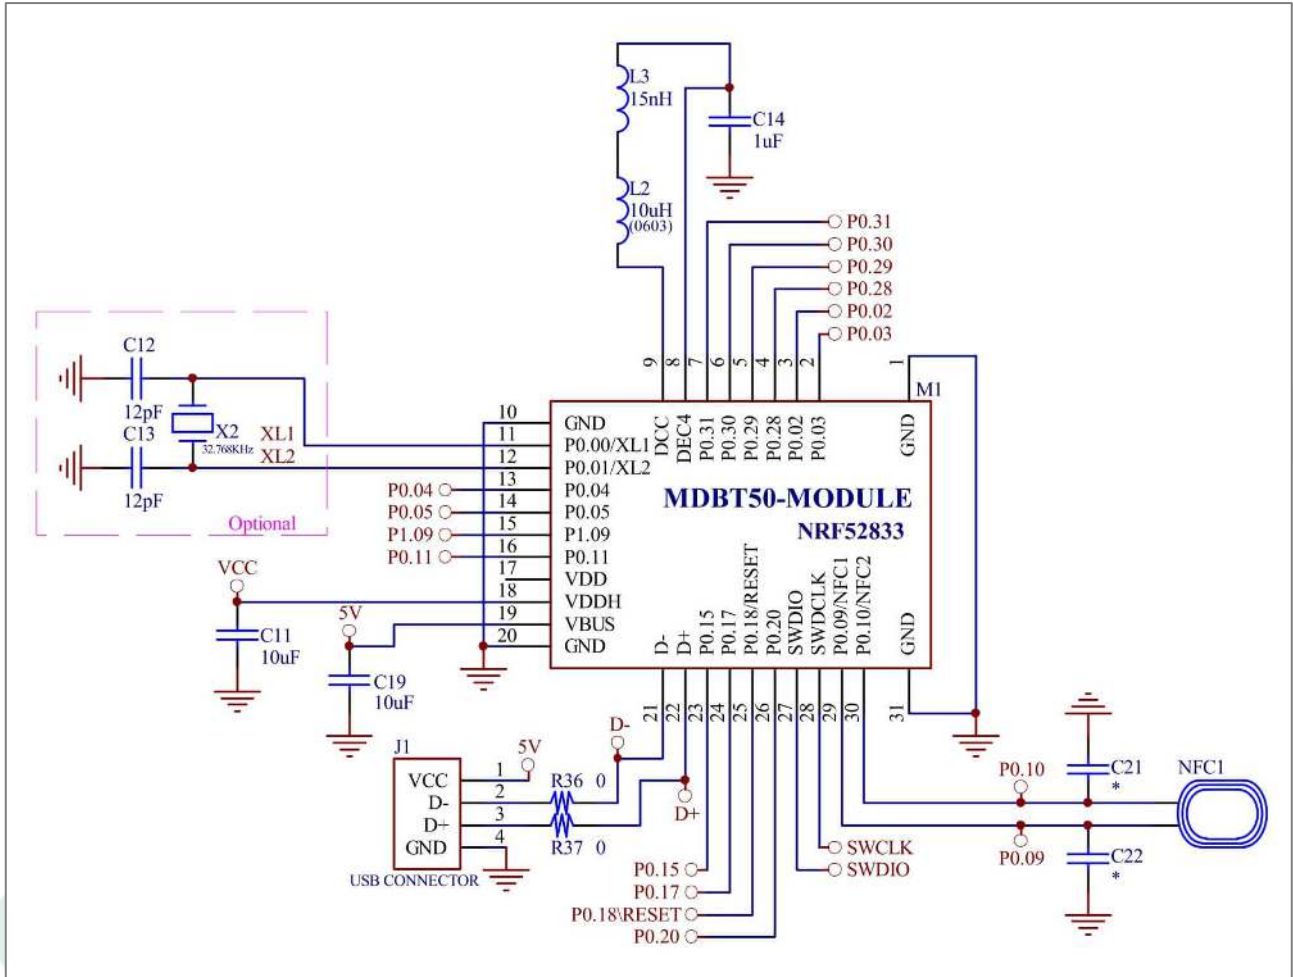 L3
15nH
C14
1uF
L2
10uH
(0603)
P0.31
P0.30
P0.29
P0.28
P0.02
P0.03
9
8
7
6
5
4
3
2
1
M1
C12
12pF
C13
12pF
X2
32.768KHz
XL1
XL2
Optional
10
11
12
13
14
15
16
17
18
19
20
P0.04
P0.05
P1.09
P0.11
GND
P0.00/XL1
P0.01/XL2
P0.04
P0.05
P1.09
P0.11
VDD
VDDH
VBUS
GND
DCC
DEC4
P0.31
P0.30
P0.29
P0.28
P0.02
P0.03
GND
MDBT50-MODULE
NRF52833
D-
D+
P0.15
P0.17
P0.18/RESET
P0.20
SWDIO
SWDCLK
P0.09/NFC1
P0.10/NFC2
GND
21
22
23
24
25
26
27
28
29
30
31
VCC
C11
10uF
5V
C19
10uF
J1
VCC
D-
D+
GND
1
2
3
4
USB CONNECTOR
5V
R36 0
R37 0
D-
D+
P0.15
P0.17
P0.18\RESET
P0.20
SWCLK
SWDIO
P0.10
P0.09
C21
*
C22
*
NFC1